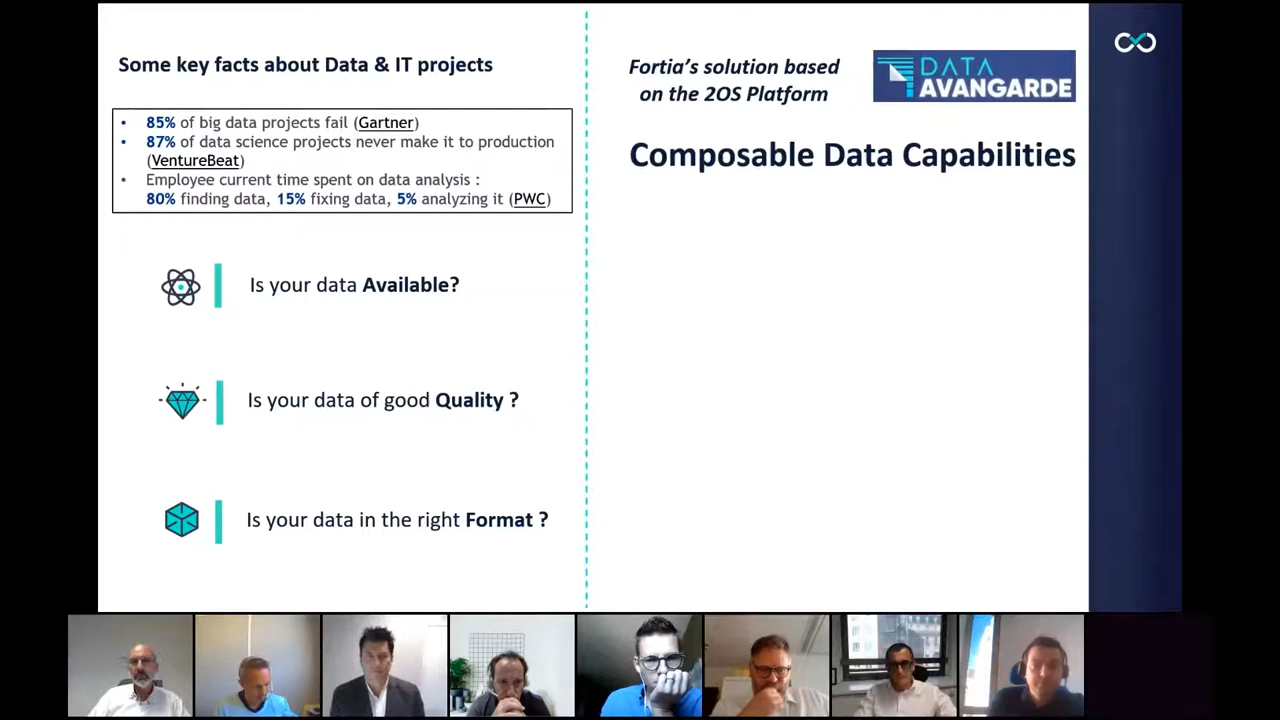 Some key facts about Data & IT projects
• 85% of big data projects fail (Gartner)
• 87% of data science projects never make it to production
(VentureBeat)
• Employee current time spent on data analysis :
80% finding data, 15% fixing data, 5% analyzing it (PWC)
Is your data Available?
Is your data of good Quality ?
Is your data in the right Format ?
Fortia's solution based
on the 2OS Platform
DATA
AVANGARDE
Composable Data Capabilities